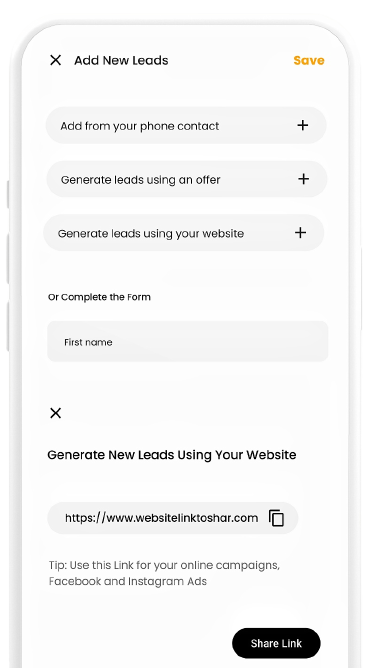 Add New Leads Save
Add from your phone contact
Generate leads using an offer
Generate leads using your website
Or Complete the Form
First name
Generate New Leads Using Your Website
https://www.websitelinktoshar.com
Tip: Use this Link for your online campaigns,
Facebook and Instagram Ads
Share Link